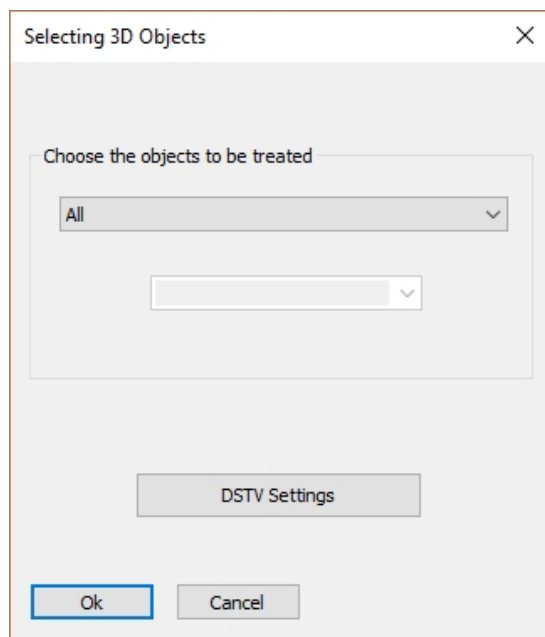 Selecting 3D Objects
Choose the objects to be treated
All
DSTV Settings
Ok
Cancel